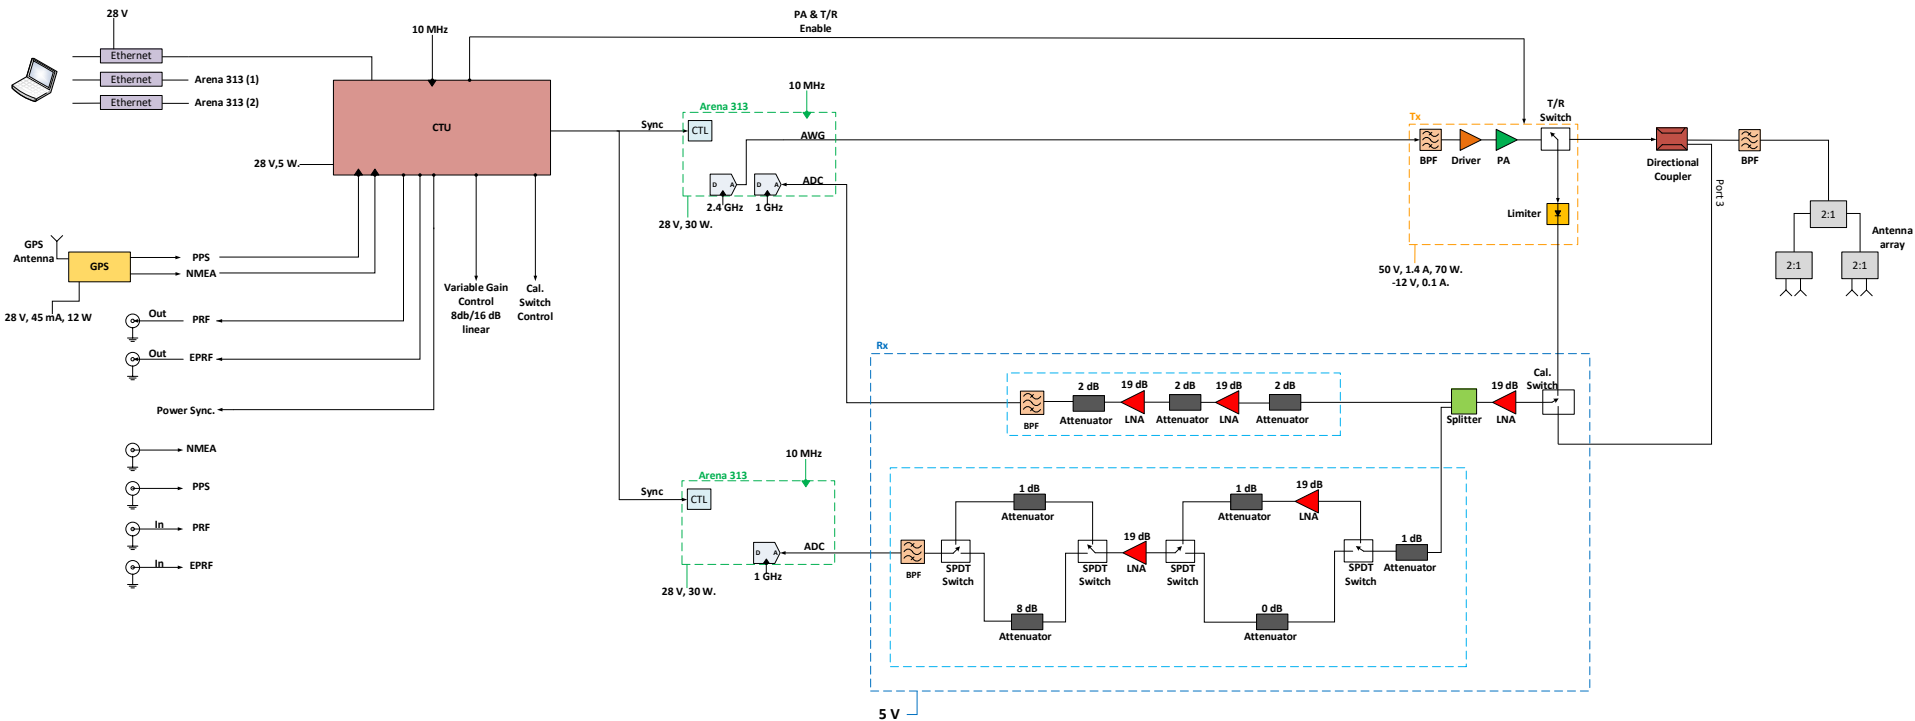 28 V
Ethernet
Ethernet
Arena 313 (1)
Ethernet
Arena 313 (2)
10 MHz
PA & T/R
Enable
CTU
28 V,5 W.
GPS
Antenna
GPS
PPS
NMEA
28 V, 45 mA, 12 W
Out
PRF
Out
EPRF
Power Sync.
NMEA
PPS
In
PRF
In
EPRF
Variable Gain
Control
8db/16 dB
linear
Cal.
Switch
Control
Sync
Arena 313
10 MHz
CTL
AWG
ADC
D A
D A
2.4 GHz
1 GHz
28 V, 30 W.
Tx
BPF
Driver
PA
T/R
Switch
Limiter
50 V, 1.4 A, 70 W.
-12 V, 0.1 A.
Directional
Coupler
Port 3
BPF
2:1
2:1
2:1
Antenna
array
Rx
BPF
2 dB
Attenuator
19 dB
LNA
2 dB
Attenuator
19 dB
LNA
2 dB
Attenuator
Splitter
19 dB
LNA
Cal.
Switch
Sync
Arena 313
10 MHz
CTL
ADC
D A
1 GHz
28 V, 30 W.
BPF
SPDT
Switch
1 dB
Attenuator
8 dB
Attenuator
SPDT
Switch
19 dB
LNA
SPDT
Switch
1 dB
Attenuator
19 dB
LNA
0 dB
Attenuator
SPDT
Switch
1 dB
Attenuator
5 V